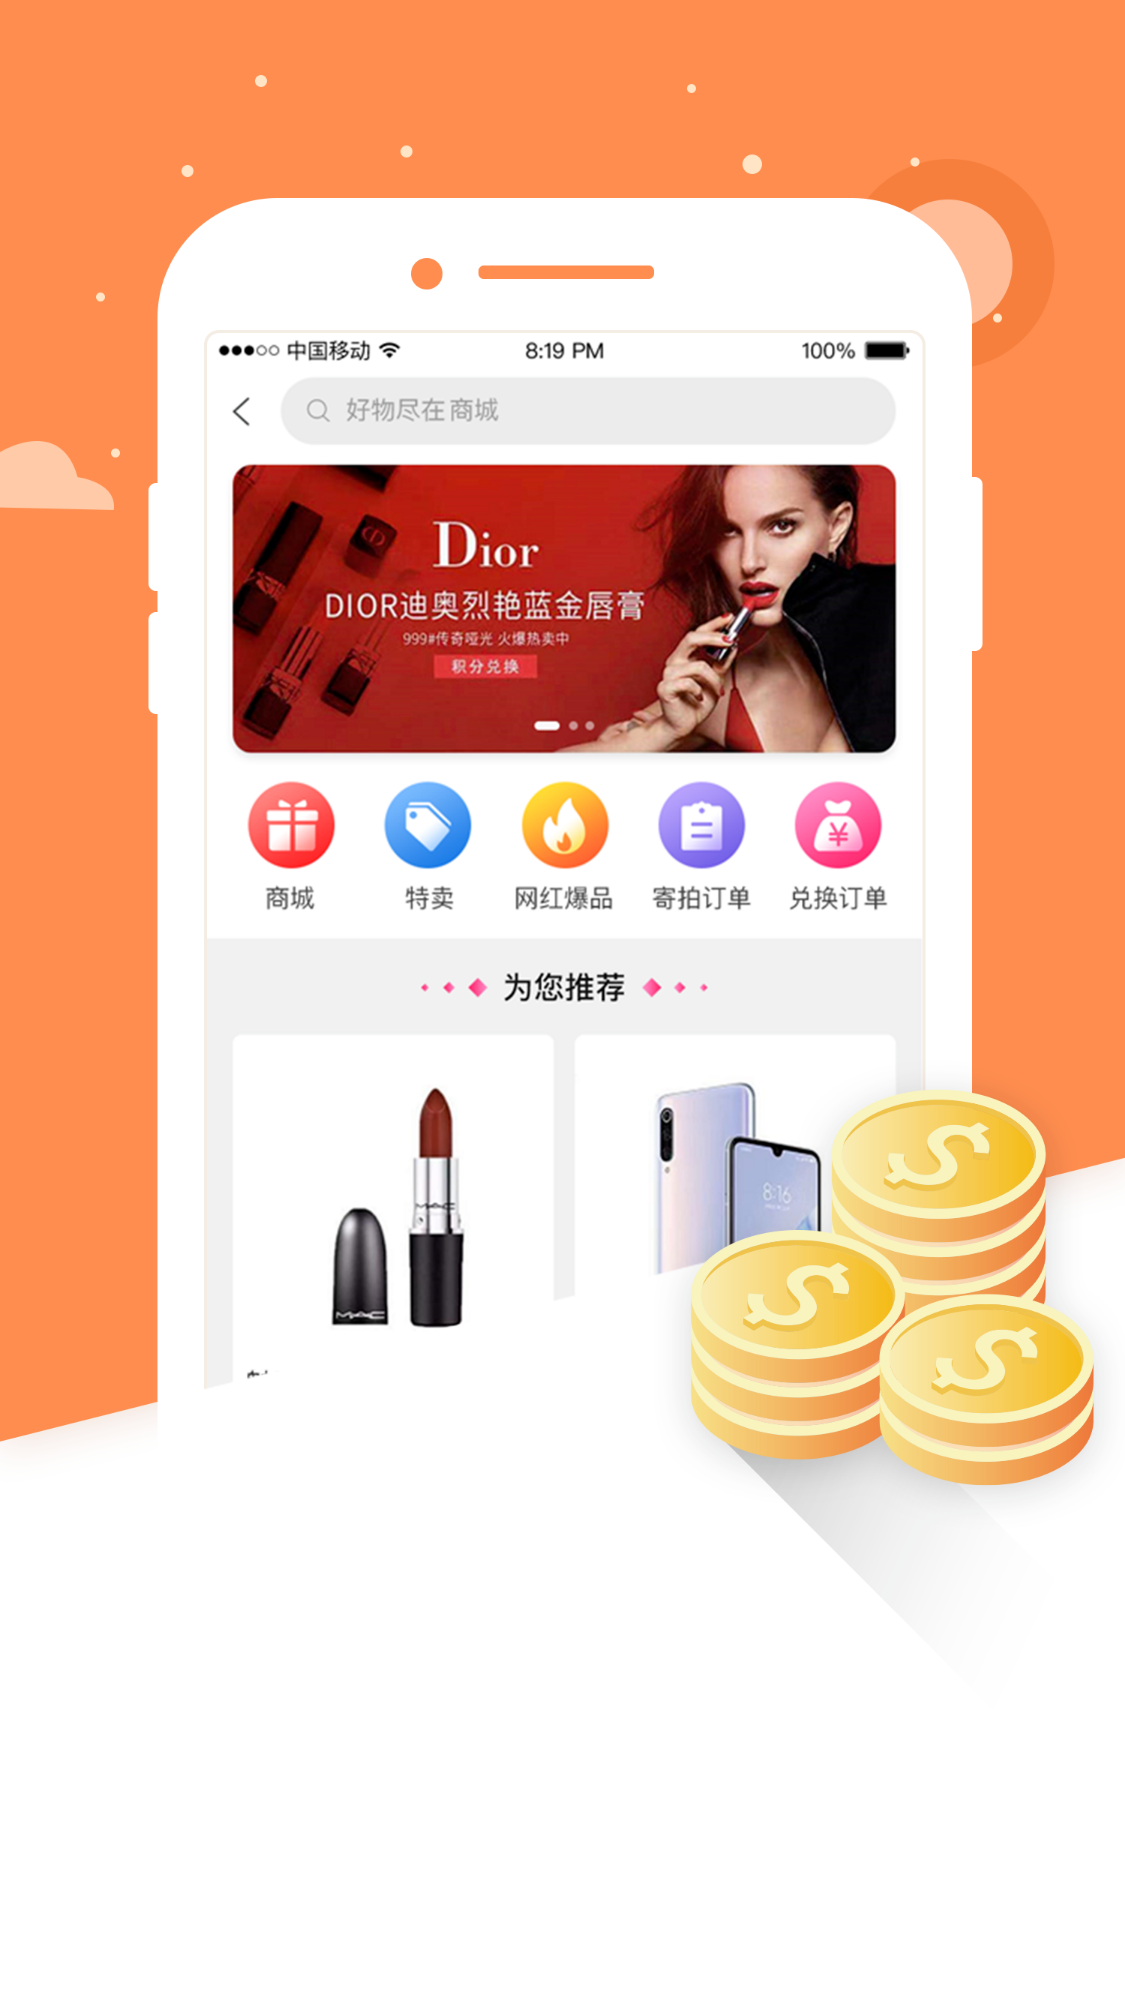 中国移动 8:19 PM 100%
好物尽在 商城
Dior
DIOR迪奥烈艳蓝金唇膏
999#传奇哑光 火爆热卖中
积分兑换
商城 特卖 网红爆品 寄拍订单 兑换订单
为您推荐
8:16
MAC
MAC